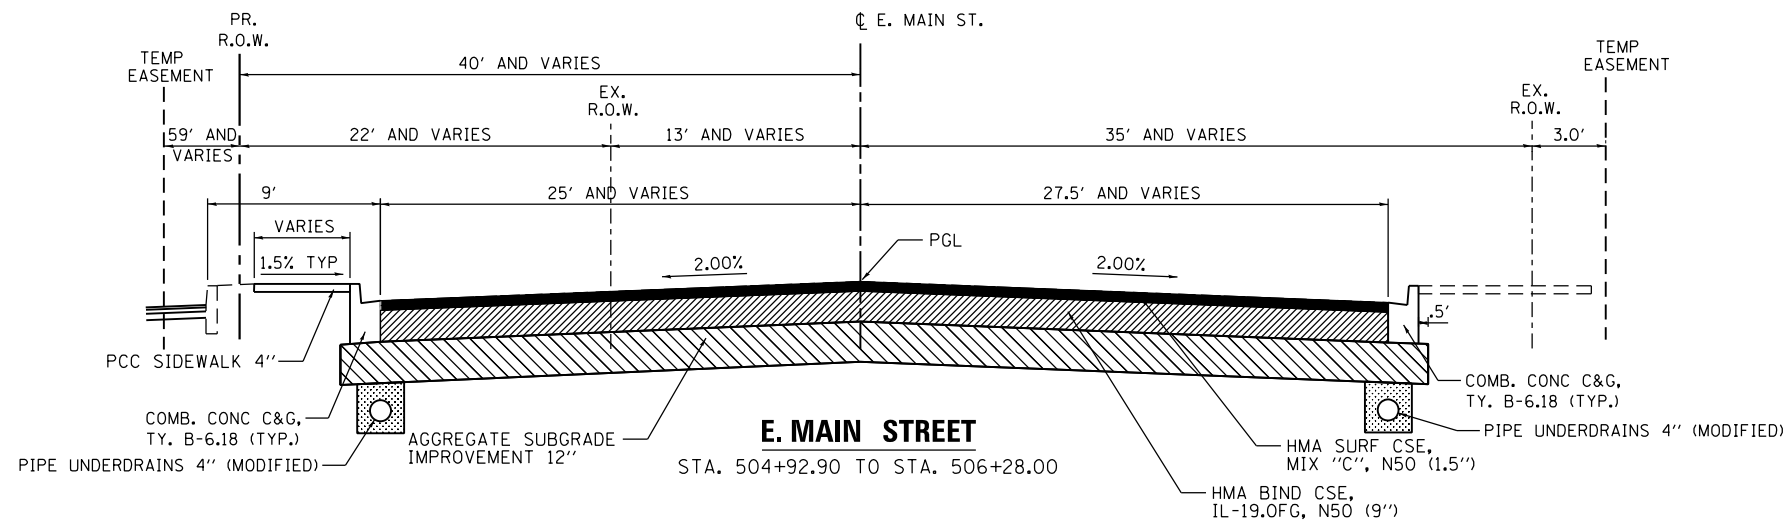 PR.
R.O.W.
℄ E. MAIN ST.
TEMP
EASEMENT
TEMP
EASEMENT
40' AND VARIES
EX.
R.O.W.
EX.
R.O.W.
59' AND
VARIES
22' AND VARIES
13' AND VARIES
35' AND VARIES
3.0'
9'
25' AND VARIES
27.5' AND VARIES
VARIES
PGL
1.5% TYP
2.00%
2.00%
.5'
PCC SIDEWALK 4"
COMB. CONC C&G,
TY. B-6.18 (TYP.)
COMB. CONC C&G,
TY. B-6.18 (TYP.)
PIPE UNDERDRAINS 4" (MODIFIED)
AGGREGATE SUBGRADE
IMPROVEMENT 12"
E. MAIN STREET
STA. 504+92.90 TO STA. 506+28.00
PIPE UNDERDRAINS 4" (MODIFIED)
HMA SURF CSE,
MIX "C", N50 (1.5")
HMA BIND CSE,
IL-19.0FG, N50 (9")